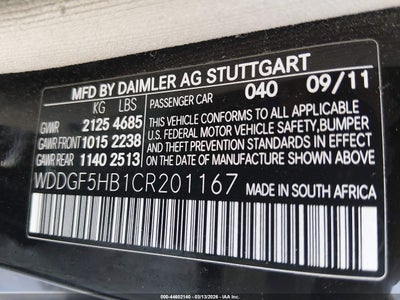 MFD BY DAIMLER AG STUTTGART
KG LBS PASSENGER CAR 040 09/11
GVWR 2125 4685
GAWR FRONT 1015 2238
GAWR REAR 1140 2513
THIS VEHICLE CONFORMS TO ALL APPLICABLE U.S. FEDERAL MOTOR VEHICLE SAFETY, BUMPER AND THEFT PREVENTION STANDARDS IN EFFECT ON THE DATE OF MANUFACTURE SHOWN ABOVE.
WDDGF5HB1CR201167 MADE IN SOUTH AFRICA
000-44602140 - 03/13/2026 - IAA